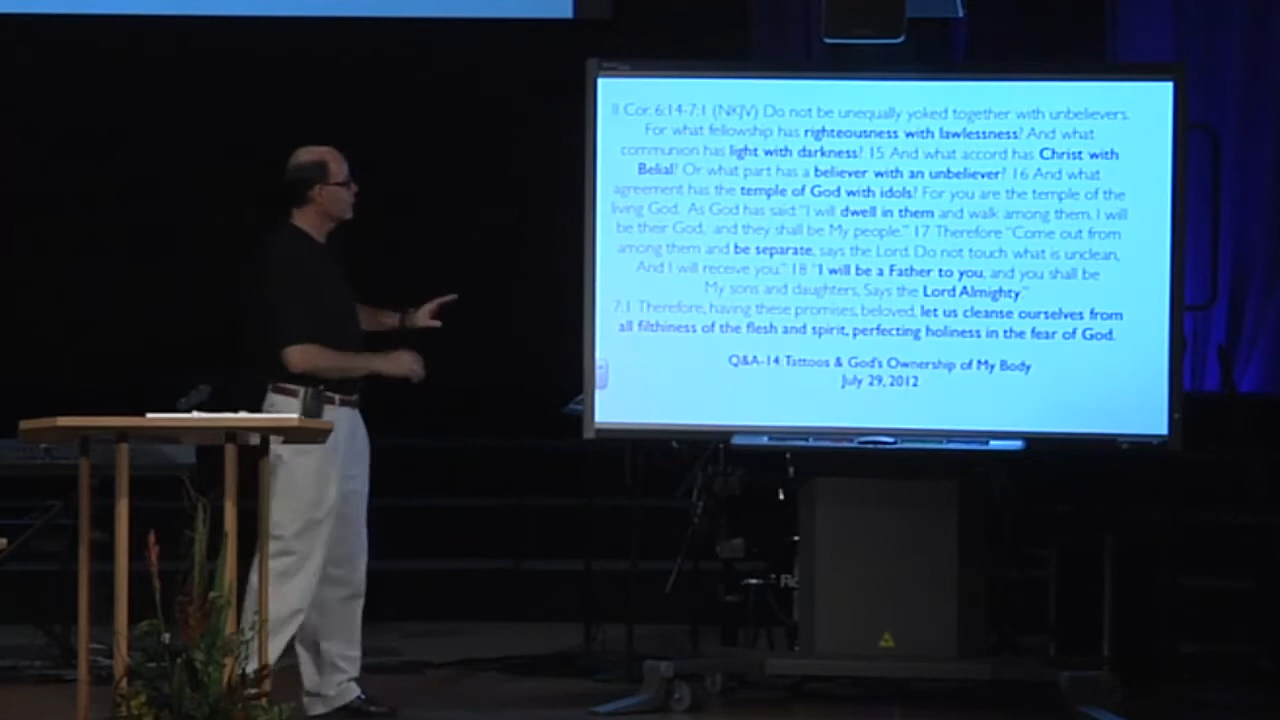 II Cor. 6:14-7:1 (NKJV) Do not be unequally yoked together with unbelievers.
For what fellowship has righteousness with lawlessness? And what
communion has light with darkness? 15 And what accord has Christ with
Belial? Or what part has a believer with an unbeliever? 16 And what
agreement has the temple of God with idols? For you are the temple of the
living God. As God has said: "I will dwell in them and walk among them. I will
be their God, and they shall be My people." 17 Therefore "Come out from
among them and be separate, says the Lord. Do not touch what is unclean,
And I will receive you." 18 "I will be a Father to you, and you shall be
My sons and daughters, Says the Lord Almighty."
7:1 Therefore, having these promises, beloved, let us cleanse ourselves from
all filthiness of the flesh and spirit, perfecting holiness in the fear of God.
Q&A-14: Tattoos & God's Ownership of My Body
July 29, 2012